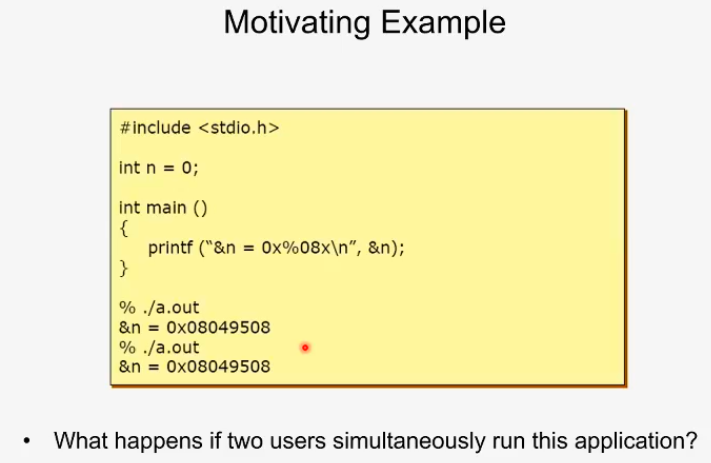 Motivating Example
#include <stdio.h>
int n = 0;
int main ()
{
printf (“&n = 0x%08x\n”, &n);
}
% ./a.out
&n = 0x08049508
% ./a.out
&n = 0x08049508
• What happens if two users simultaneously run this application?